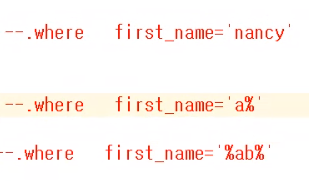 --.where   first_name='nancy'
--.where   first_name='a%'
--.where   first_name='%ab%'